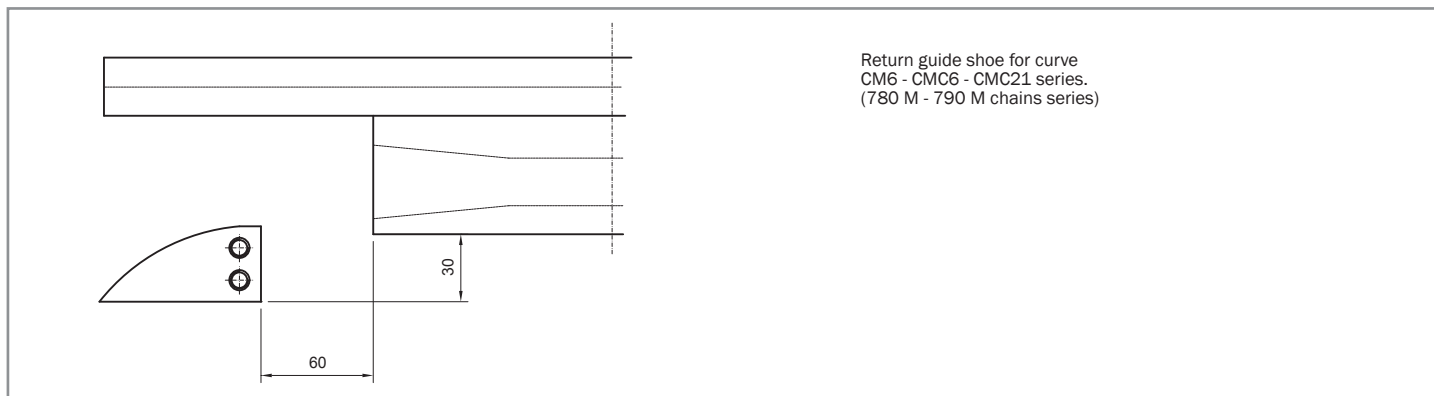 Return guide shoe for curve
CM6 - CMC6 - CMC21 series.
(780 M - 790 M chains series)
30
60